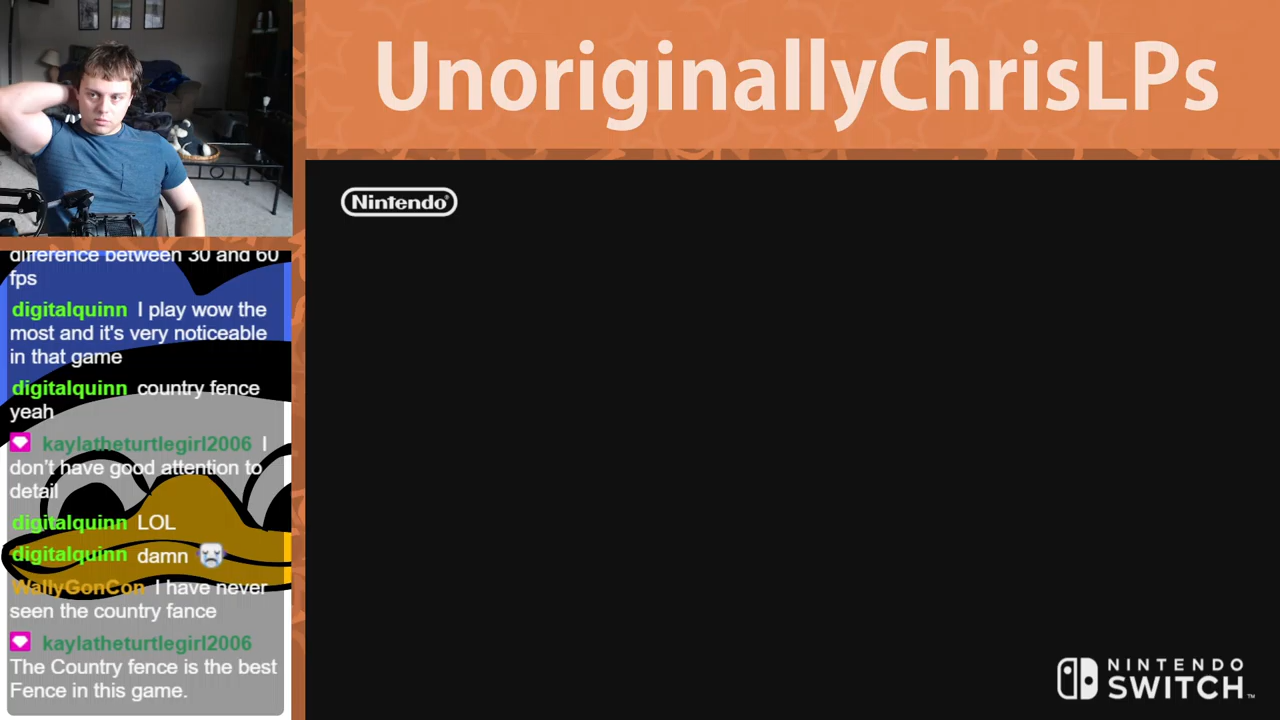 UnoriginallyChrisLPs
Nintendo
difference between 30 and 60
fps
digitalquinn I play wow the
most and it's very noticeable
in that game
digitalquinn country fence
yeah
kaylatheturtlegirl2006 I
don't have good attention to
detail
digitalquinn LOL
digitalquinn damn
WallyGonCon I have never
seen the country fance
kaylatheturtlegirl2006
The Country fence is the best
Fence in this game.
NINTENDO
SWITCH™